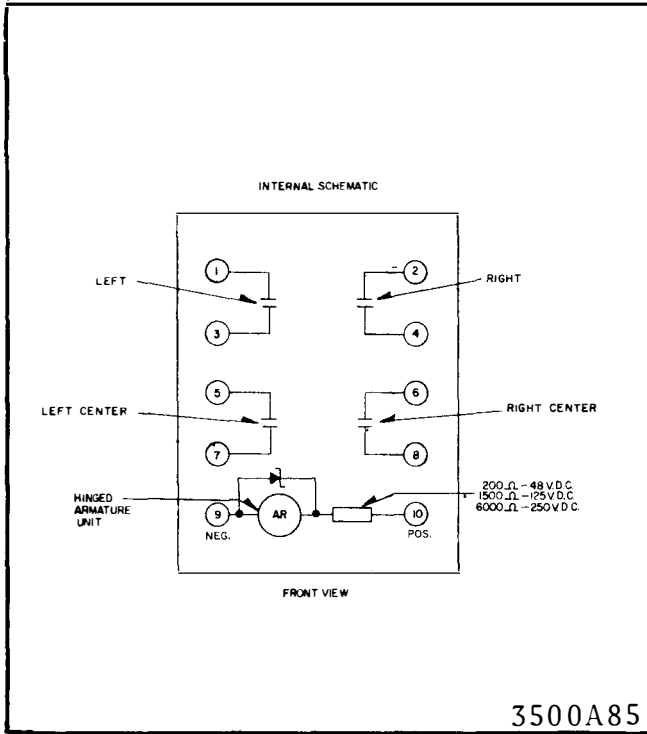 INTERNAL SCHEMATIC
1
2
LEFT
RIGHT
3
4
5
6
LEFT CENTER
RIGHT CENTER
7
8
200 Ω - 48 V.D.C.
1500 Ω - 125 V.D.C.
6000 Ω - 250 V.D.C.
HINGED
ARMATURE
UNIT
9
AR
10
NEG.
POS.
FRONT VIEW
3500A85